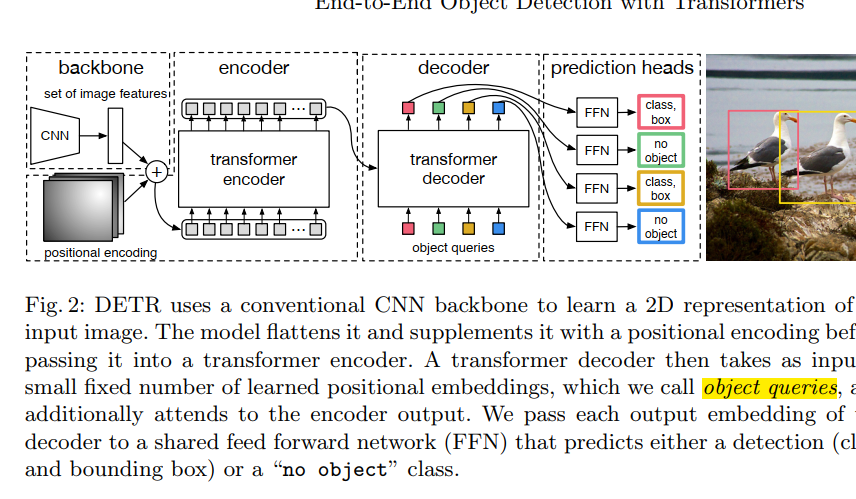 End-to-End Object Detection with Transformers
backbone
encoder
decoder
prediction heads
set of image features
CNN
+
positional encoding
...
transformer
encoder
...
transformer
decoder
object queries
FFN
class,
box
FFN
no
object
FFN
class,
box
FFN
no
object
Fig. 2: DETR uses a conventional CNN backbone to learn a 2D representation of
input image. The model flattens it and supplements it with a positional encoding bef
passing it into a transformer encoder. A transformer decoder then takes as inpu
small fixed number of learned positional embeddings, which we call object queries, a
additionally attends to the encoder output. We pass each output embedding of
decoder to a shared feed forward network (FFN) that predicts either a detection (cl
and bounding box) or a “no object” class.